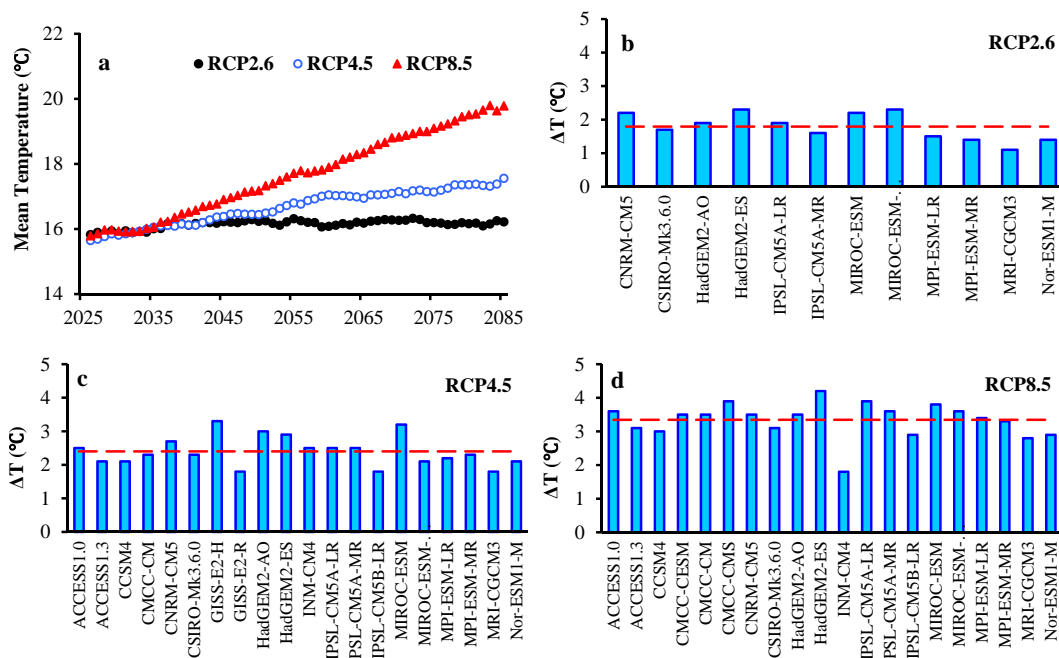 a
RCP2.6 RCP4.5 RCP8.5
Mean Temperature (℃)
22
20
18
16
14
2025 2035 2045 2055 2065 2075 2085
b
RCP2.6
ΔT (℃)
5
4
3
2
1
0
CNRM-CM5
CSIRO-Mk3.6.0
HadGEM2-AO
HadGEM2-ES
IPSL-CM5A-LR
IPSL-CM5A-MR
MIROC-ESM
MIROC-ESM-.
MPI-ESM-LR
MPI-ESM-MR
MRI-CGCM3
Nor-ESM1-M
c
RCP4.5
ΔT (℃)
5
4
3
2
1
0
ACCESS1.0
ACCESS1.3
CCSM4
CMCC-CM
CNRM-CM5
CSIRO-Mk3.6.0
GISS-E2-H
GISS-E2-R
HadGEM2-AO
HadGEM2-ES
INM-CM4
IPSL-CM5A-LR
PSL-CM5A-MR
IPSL-CM5B-LR
MIROC-ESM
MIROC-ESM-.
MPI-ESM-LR
MPI-ESM-MR
MRI-CGCM3
Nor-ESM1-M
d
RCP8.5
ΔT (℃)
5
4
3
2
1
0
ACCESS1.0
ACCESS1.3
CCSM4
CMCC-CESM
CMCC-CM
CMCC-CMS
CNRM-CM5
CSIRO-Mk3.6.0
HadGEM2-AO
HadGEM2-ES
INM-CM4
IPSL-CM5A-LR
PSL-CM5A-MR
IPSL-CM5B-LR
MIROC-ESM
MIROC-ESM-.
MPI-ESM-LR
MPI-ESM-MR
MRI-CGCM3
Nor-ESM1-M